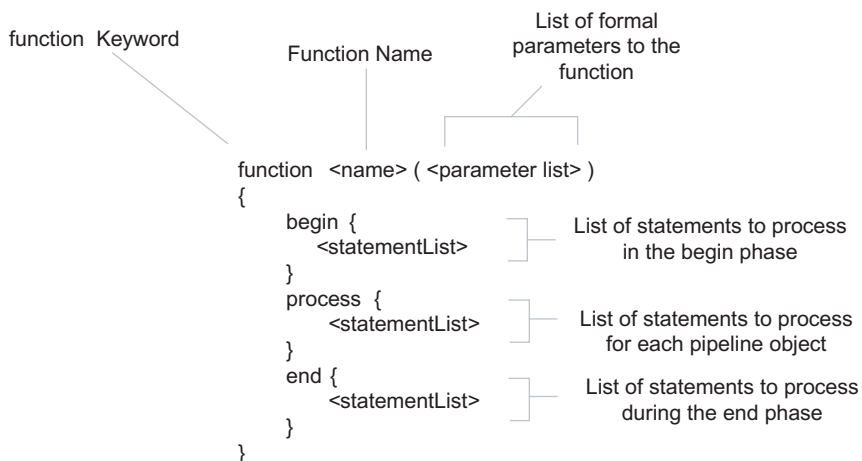 function Keyword
Function Name
List of formal
parameters to the
function
function <name> ( <parameter list> )
{
begin {
<statementList>
}
process {
<statementList>
}
end {
<statementList>
}
}
List of statements to process
in the begin phase
List of statements to process
for each pipeline object
List of statements to process
during the end phase